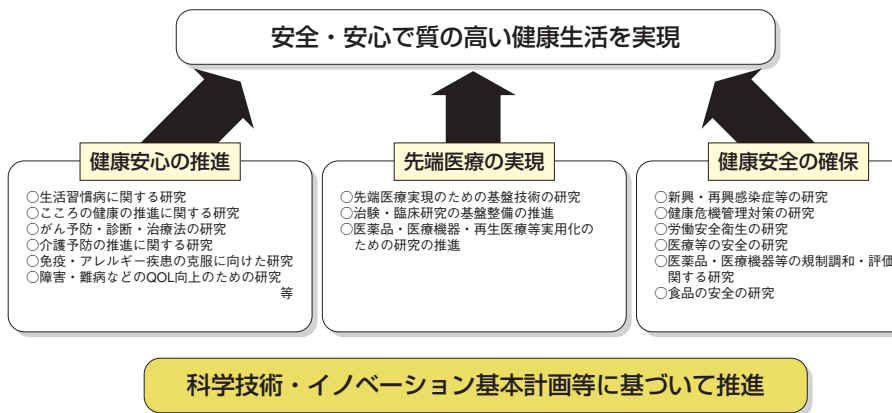 安全・安心で質の高い健康生活を実現
健康安心の推進
○生活習慣病に関する研究
○こころの健康の推進に関する研究
○がん予防・診断・治療法の研究
○介護予防の推進に関する研究
○免疫・アレルギー疾患の克服に向けた研究
○障害・難病などのQOL向上のための研究
等
先端医療の実現
○先端医療実現のための基盤技術の研究
○治験・臨床研究の基盤整備の推進
○医薬品・医療機器・再生医療等実用化の
ための研究の推進
健康安全の確保
○新興・再興感染症等の研究
○健康危機管理対策の研究
○労働安全衛生の研究
○医療等の安全の研究
○医薬品・医療機器等の規制調和・評価
関する研究
○食品の安全の研究
科学技術・イノベーション基本計画等に基づいて推進